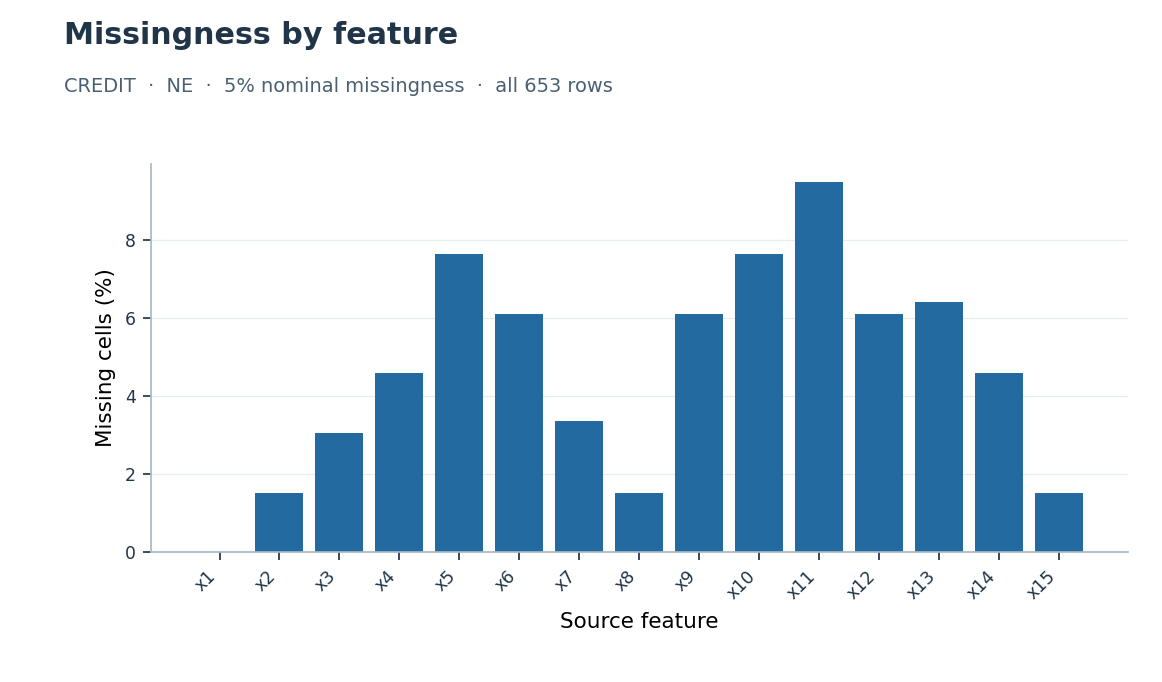 Missingness by feature
CREDIT · NE · 5% nominal missingness · all 653 rows
Missing cells (%)
8
6
4
2
0
x1 x2 x3 x4 x5 x6 x7 x8 x9 x10 x11 x12 x13 x14 x15
Source feature